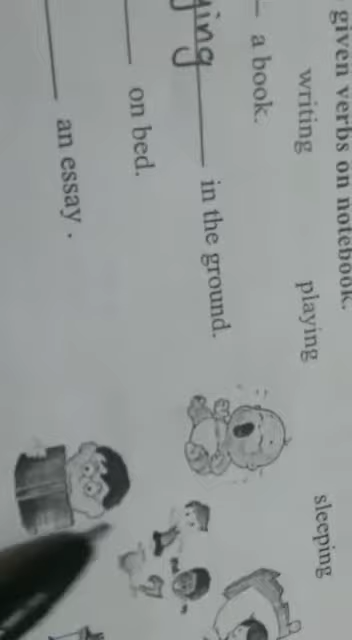 given verbs on notebook.
writing playing sleeping
a book.
ying in the ground.
on bed.
an essay.